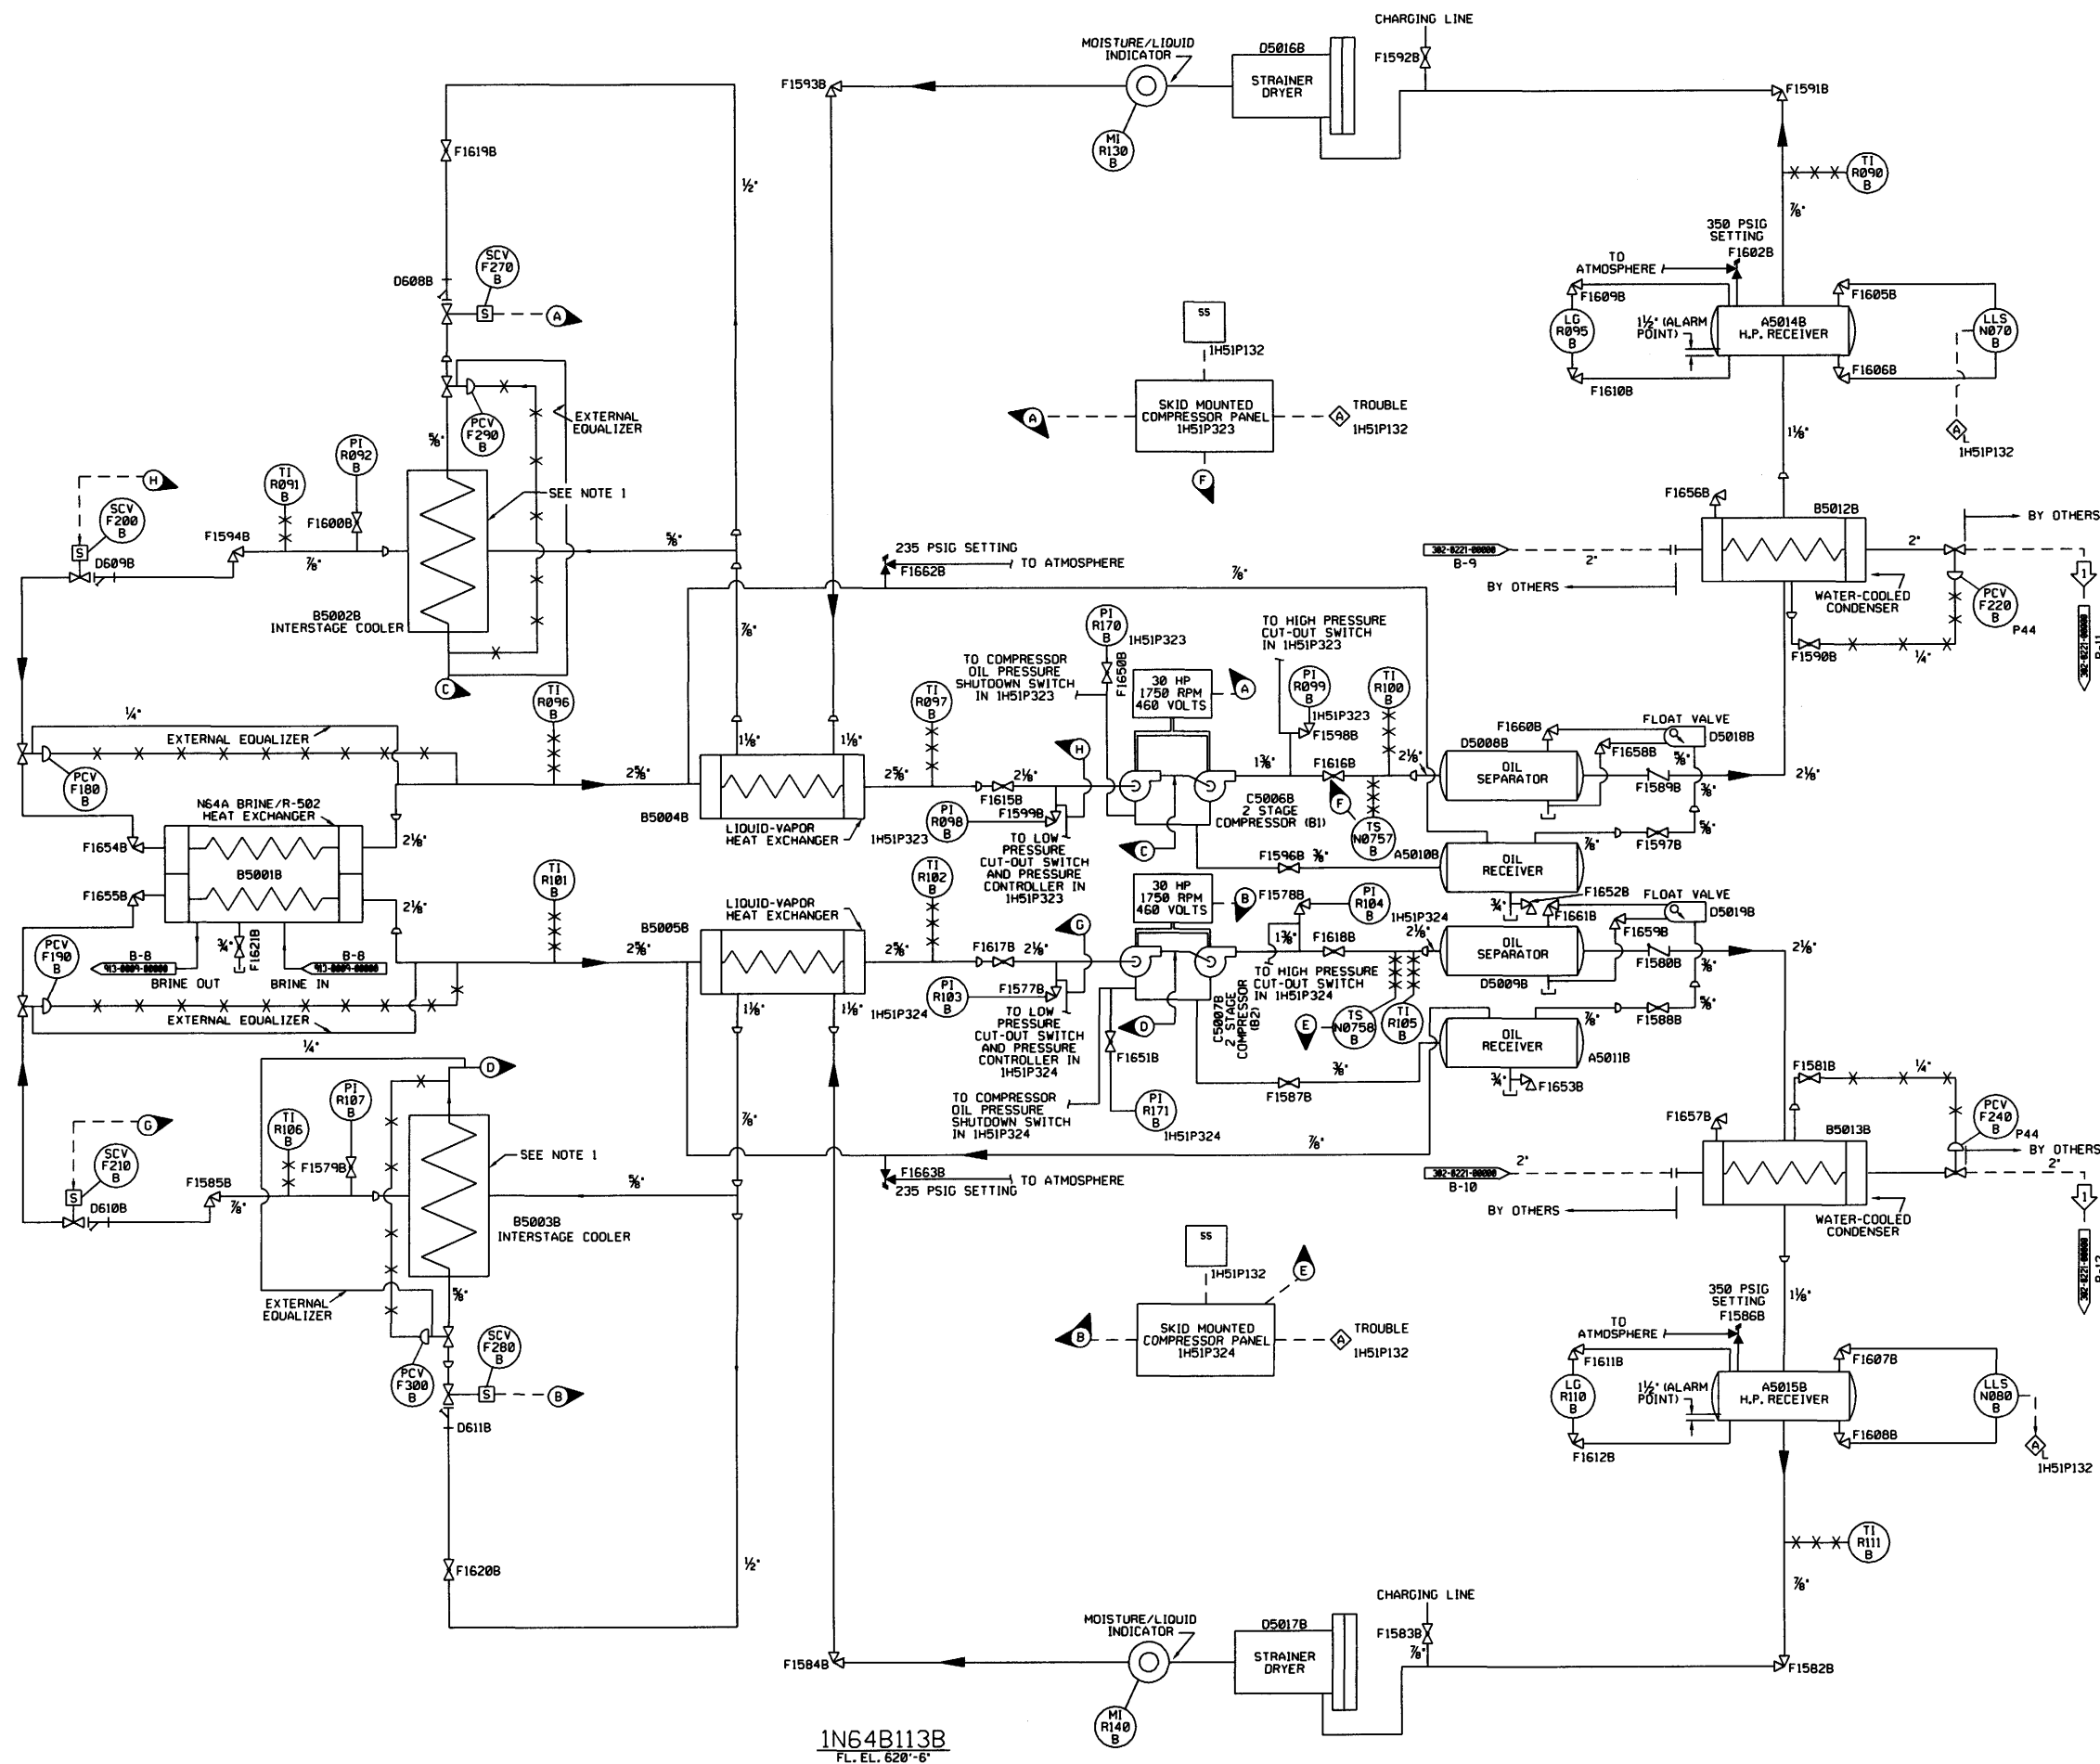 CHARGING LINE
MOISTURE/LIQUID
INDICATOR
D5016B
F1592B
STRAINER
DRYER
F1593B
F1591B
MI
R130
B
F1619B
TI
R090
B
1/2"
7/8"
350 PSIG
SETTING
F1602B
TO
ATMOSPHERE
SCV
F270
B
D608B
S
A
F1609B
F1605B
LG
R095
B
1½" (ALARM
POINT)
A5014B
H.P. RECEIVER
LLS
N070
B
F1610B
F1606B
SS
1H51P132
SKID MOUNTED
COMPRESSOR PANEL
1H51P323
A
A
TROUBLE
1H51P132
F
A
L
1H51P132
1⅛"
EXTERNAL
EQUALIZER
PCV
F290
B
⅝"
PI
R092
B
TI
R091
B
H
SCV
F200
B
S
F1600B
F1594B
D609B
⅞"
SEE NOTE 1
⅝"
B5002B
INTERSTAGE COOLER
C
235 PSIG SETTING
TO ATMOSPHERE
F1662B
⅞"
⅞"
F1656B
B5012B
BY OTHERS
302-0221-00000
B-9
2"
2"
BY OTHERS
WATER-COOLED
CONDENSER
PCV
F220
B
P44
F1590B
¼"
1
302-0221-00000
B-11
PI
R170
B
1H51P323
F1650B
TO HIGH PRESSURE
CUT-OUT SWITCH
IN 1H51P323
TO COMPRESSOR
OIL PRESSURE
SHUTDOWN SWITCH
IN 1H51P323
30 HP
1750 RPM
460 VOLTS
A
PI
R099
B
1H51P323
F1598B
TI
R100
B
¼"
EXTERNAL EQUALIZER
PCV
F180
B
TI
R096
B
TI
R097
B
1⅛"
1⅛"
2⅝"
2⅝"
B5004B
LIQUID-VAPOR
HEAT EXCHANGER
1H51P323
PI
R098
B
F1615B
2⅛"
F1599B
H
TO LOW
PRESSURE
CUT-OUT SWITCH
AND PRESSURE
CONTROLLER IN
1H51P323
C
C5006B
2 STAGE
COMPRESSOR (B1)
1⅜"
F1616B
F
TS
N0757
B
2⅛"
D5008B
OIL
SEPARATOR
F1660B
FLOAT VALVE
D5018B
F1658B
⅝"
F1589B
2⅛"
⅜"
⅝"
F1597B
⅞"
A5010B
OIL
RECEIVER
F1596B
⅜"
F1652B
¾"
N64A BRINE/R-502
HEAT EXCHANGER
F1654B
B5001B
2⅛"
F1655B
2⅛"
¾"
F1621B
B-8
913-0009-00000
BRINE OUT
B-8
913-0009-00000
BRINE IN
PCV
F190
B
EXTERNAL EQUALIZER
¼"
TI
R101
B
TI
R102
B
B5005B
LIQUID-VAPOR
HEAT EXCHANGER
2⅝"
2⅝"
1⅛"
1⅛"
F1617B
2⅛"
PI
R103
B
1H51P324
F1577B
G
TO LOW
PRESSURE
CUT-OUT SWITCH
AND PRESSURE
CONTROLLER IN
1H51P324
30 HP
1750 RPM
460 VOLTS
B
F1578B
PI
R104
B
1H51P324
1⅜"
F1618B
2⅛"
TO HIGH PRESSURE
CUT-OUT SWITCH
IN 1H51P324
C5007B
2 STAGE
COMPRESSOR
(B2)
D
E
TS
N0758
B
TI
R105
B
F1661B
FLOAT VALVE
D5019B
F1659B
OIL
SEPARATOR
D5009B
F1580B
2⅛"
⅜"
⅝"
F1588B
⅞"
OIL
RECEIVER
A5011B
¾"
F1653B
⅜"
F1587B
F1651B
TO COMPRESSOR
OIL PRESSURE
SHUTDOWN SWITCH
IN 1H51P324
PI
R171
B
1H51P324
⅞"
F1581B
¼"
PCV
F240
B
P44
BY OTHERS
F1657B
B5013B
302-0221-00000
B-10
2"
2"
BY OTHERS
WATER-COOLED
CONDENSER
1
302-0221-00000
B-12
D
PI
R107
B
TI
R106
B
G
SCV
F210
B
S
F1579B
F1585B
D610B
⅞"
SEE NOTE 1
⅝"
⅞"
B5003B
INTERSTAGE COOLER
F1663B
TO ATMOSPHERE
235 PSIG SETTING
EXTERNAL
EQUALIZER
⅝"
PCV
F300
B
SCV
F280
B
S
B
D611B
SS
1H51P132
E
SKID MOUNTED
COMPRESSOR PANEL
1H51P324
B
A
TROUBLE
1H51P132
350 PSIG
SETTING
F1586B
1⅛"
TO
ATMOSPHERE
F1611B
F1607B
LG
R110
B
1½" (ALARM
POINT)
A5015B
H.P. RECEIVER
LLS
N080
B
F1612B
F1608B
A
L
1H51P132
TI
R111
B
⅞"
F1620B
½"
CHARGING LINE
MOISTURE/LIQUID
INDICATOR
D5017B
F1583B
⅞"
STRAINER
DRYER
F1584B
F1582B
MI
R140
B
1N64B113B
FL. EL. 620'-6"